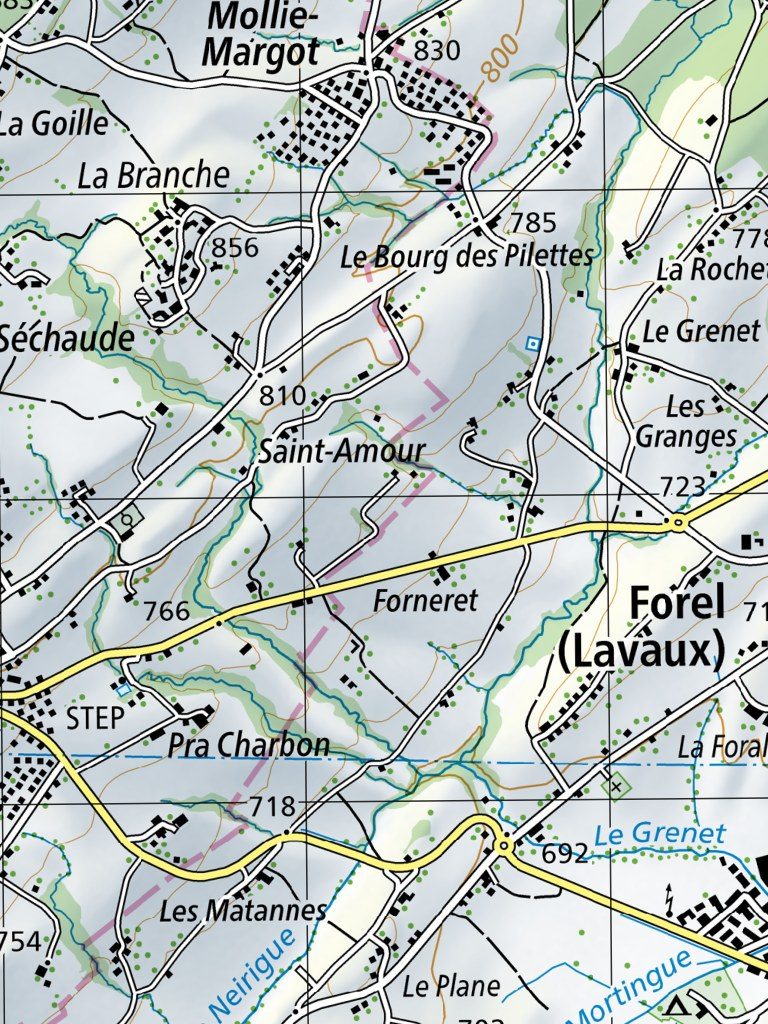 Mollie-
Margot
830
800
La Goille
La Branche
785
778
856
Le Bourg des Pilettes
La Rochet
Séchaude
Le Grenet
810
Les
Granges
Saint-Amour
723
766
Forneret
Forel
(Lavaux)
STEP
Pra Charbon
La Foral
718
692
Le Grenet
Les Matannes
754
Neirigue
Le Plane
Mortingue